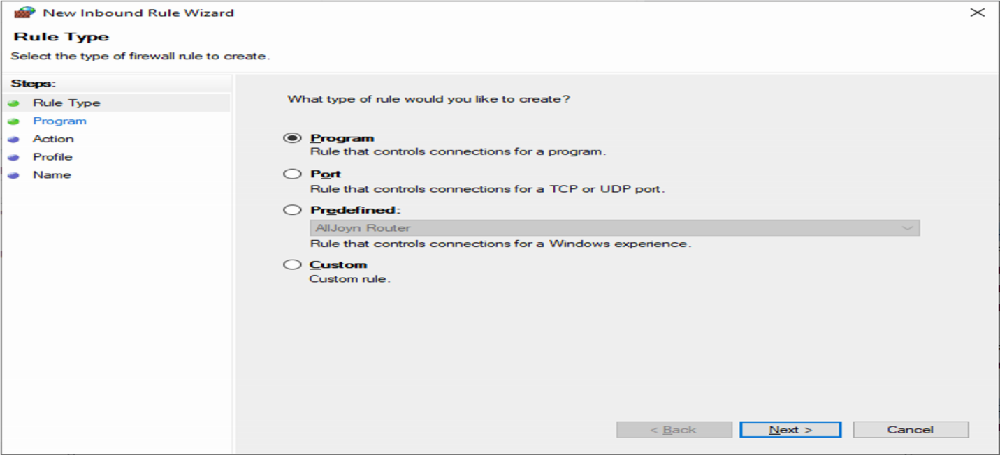 New Inbound Rule Wizard
Rule Type
Select the type of firewall rule to create.
Steps:
Rule Type
Program
Action
Profile
Name
What type of rule would you like to create?
Program
Rule that controls connections for a program.
Port
Rule that controls connections for a TCP or UDP port.
Predefined:
AllJoyn Router
Rule that controls connections for a Windows experience.
Custom
Custom rule.
< Back
Next >
Cancel